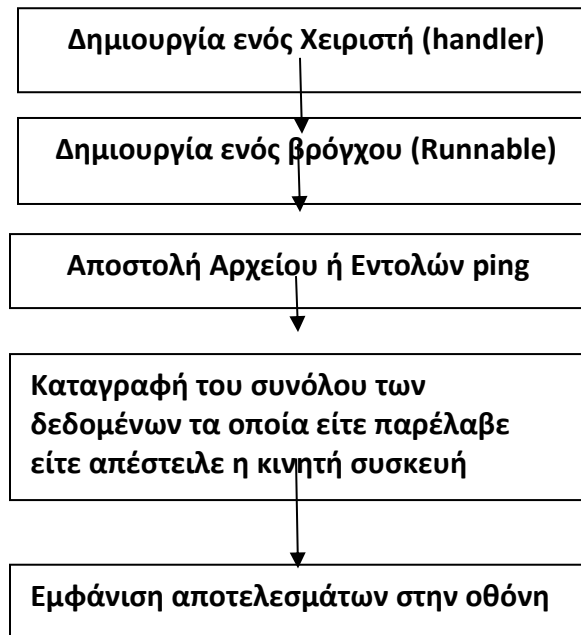 Δημιουργία ενός Χειριστή (handler)
Δημιουργία ενός βρόγχου (Runnable)
Αποστολή Αρχείου ή Εντολών ping
Καταγραφή του συνόλου των
δεδομένων τα οποία είτε παρέλαβε
είτε απέστειλε η κινητή συσκευή
Εμφάνιση αποτελεσμάτων στην οθόνη